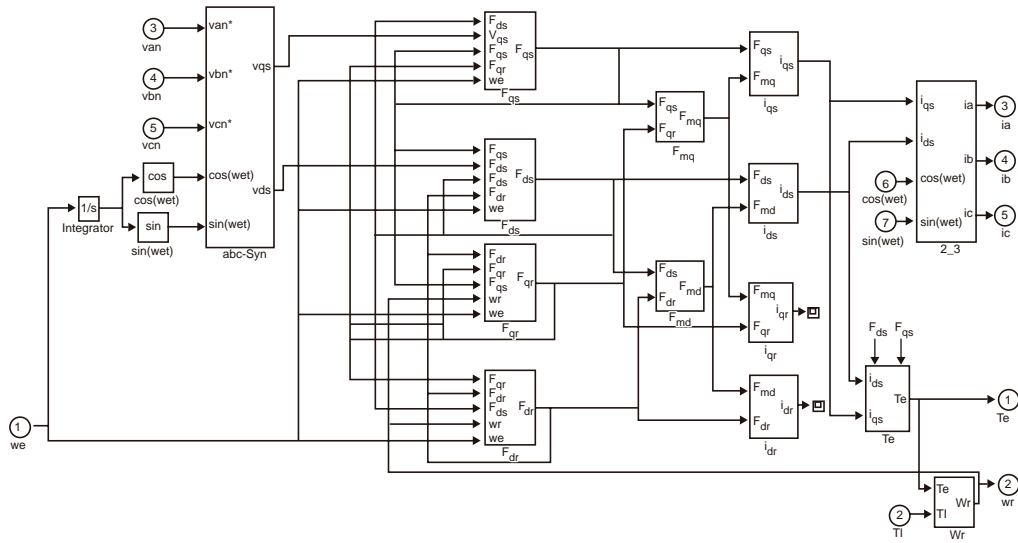 3
van
4
vbn
5
vcn
van*
vbn*
vcn*
cos(wet)
sin(wet)
vqs
vds
abc-Syn
cos
cos(wet)
sin
sin(wet)
1/s
Integrator
1
we
Fds
Vqs
Fqs
Fqr
we
Fqs
Fqs
Fqs
Fds
Fds
Fdr
we
Fds
Fds
Fdr
Fqr
Fqs
wr
we
Fqr
Fqr
Fqr
Fdr
Fds
wr
we
Fdr
Fdr
Fqs
Fqr
Fmq
Fmq
Fds
Fdr
Fmd
Fmd
Fqs
Fmq
iqs
iqs
Fds
Fmd
ids
ids
Fmq
Fqr
iqr
iqr
Fmd
Fdr
idr
idr
iqs
ids
cos(wet)
sin(wet)
ia
ib
ic
2_3
6
cos(wet)
7
sin(wet)
3
ia
4
ib
5
ic
Fds
Fqs
ids
iqs
Te
Te
1
Te
2
Tl
Te
Tl
Wr
Wr
2
wr